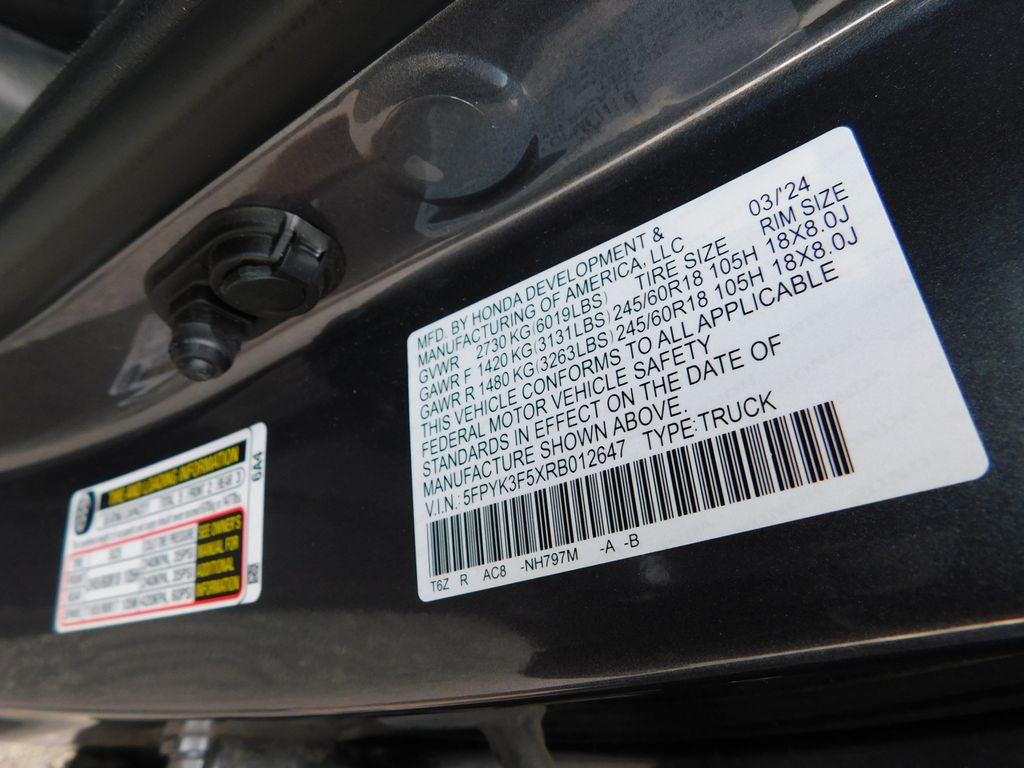 MFD. BY HONDA DEVELOPMENT &
MANUFACTURING OF AMERICA, LLC 03/'24
GVWR 2730 KG(6019LBS) TIRE SIZE RIM SIZE
GAWR F 1420 KG(3131LBS) 245/60R18 105H 18X8.0J
GAWR R 1480 KG(3263LBS) 245/60R18 105H 18X8.0J
THIS VEHICLE CONFORMS TO ALL APPLICABLE
FEDERAL MOTOR VEHICLE SAFETY
STANDARDS IN EFFECT ON THE DATE OF
MANUFACTURE SHOWN ABOVE.
V.I.N.:5FPYK3F5XRB012647 TYPE:TRUCK
T6Z R AC8 -NH797M -A -B
TIRE AND LOADING INFORMATION
6A4
SEE OWNER'S
MANUAL FOR
ADDITIONAL
INFORMATION